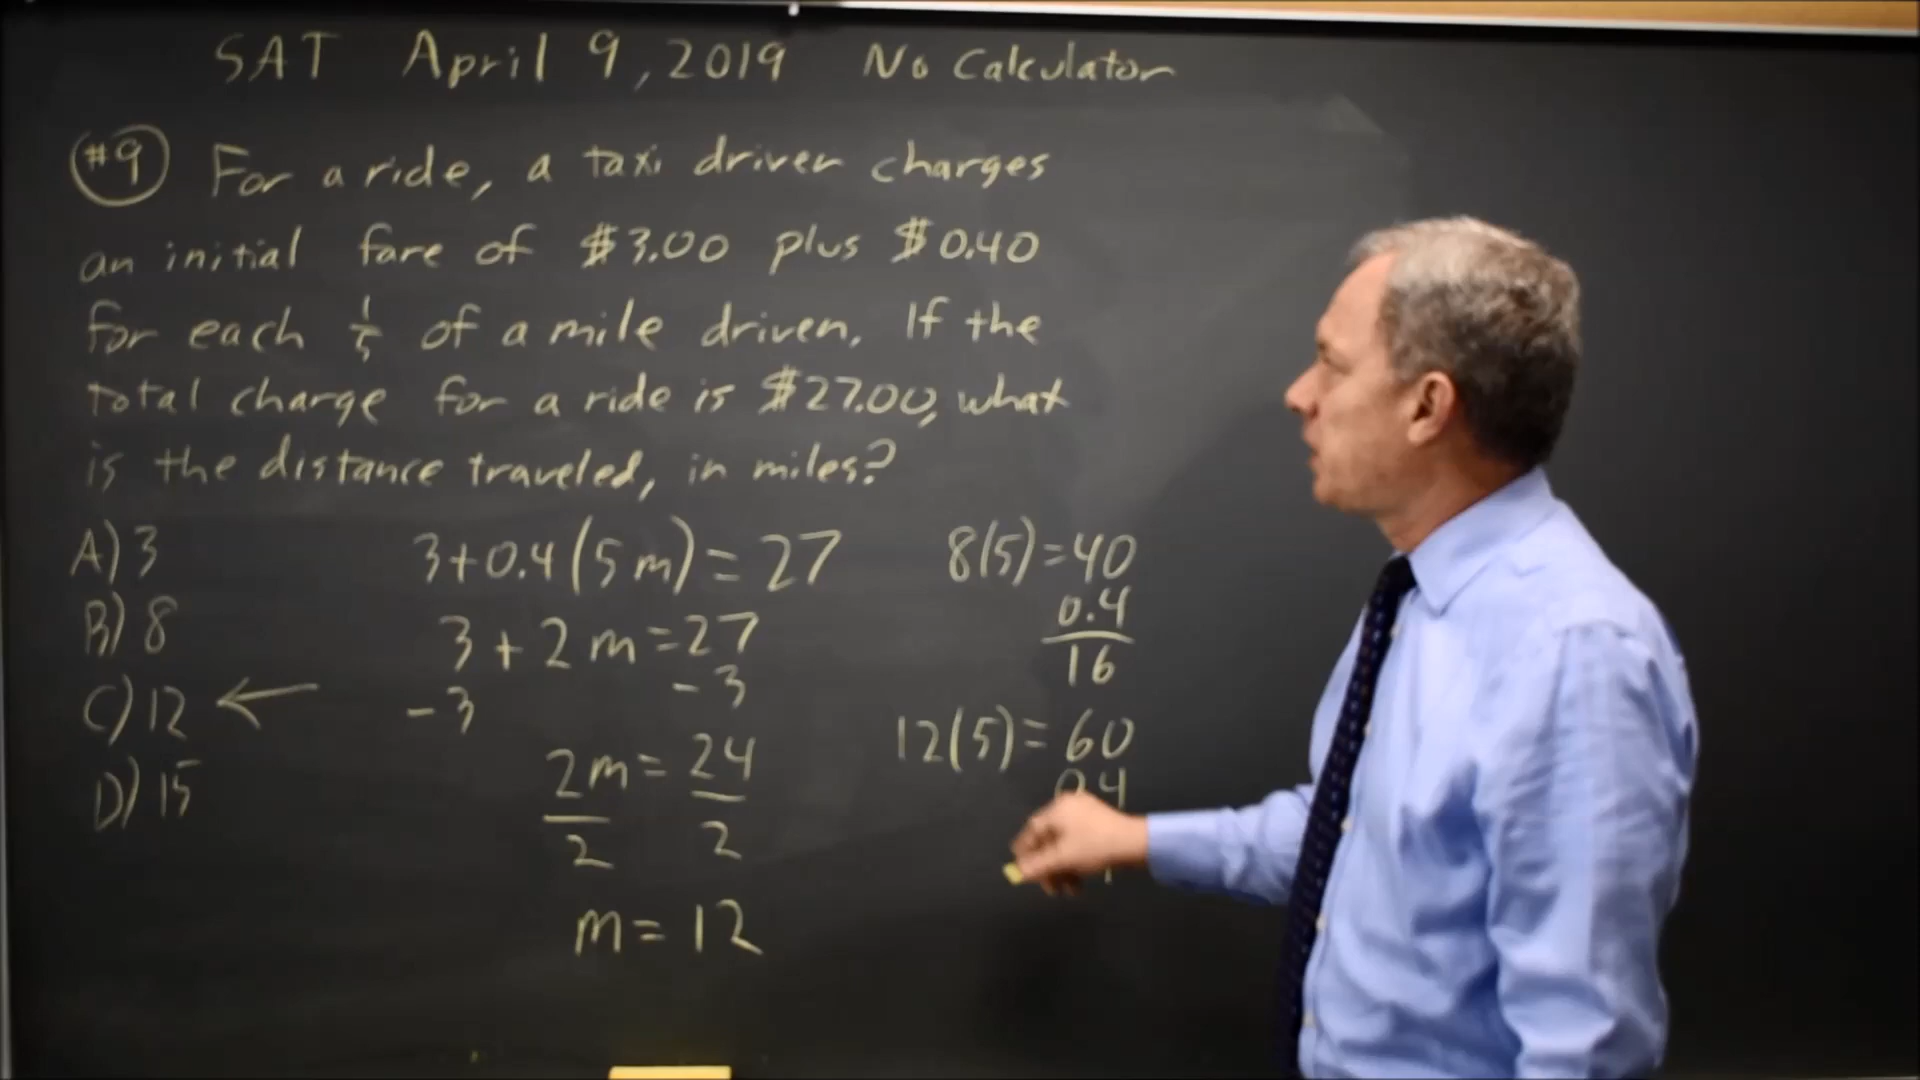 SAT April 9, 2019 No Calculator
#9 For a ride, a taxi driver charges
an initial fare of $3.00 plus $0.40
for each 1/5 of a mile driven. If the
total charge for a ride is $27.00, what
is the distance traveled, in miles?
A) 3
B) 8
C) 12 ←
D) 15
3+0.4(5m)=27
3+2m=27
-3 -3
2m=24
2 2
m=12
8(5)=40
0.4
16
12(5)=60
0.4